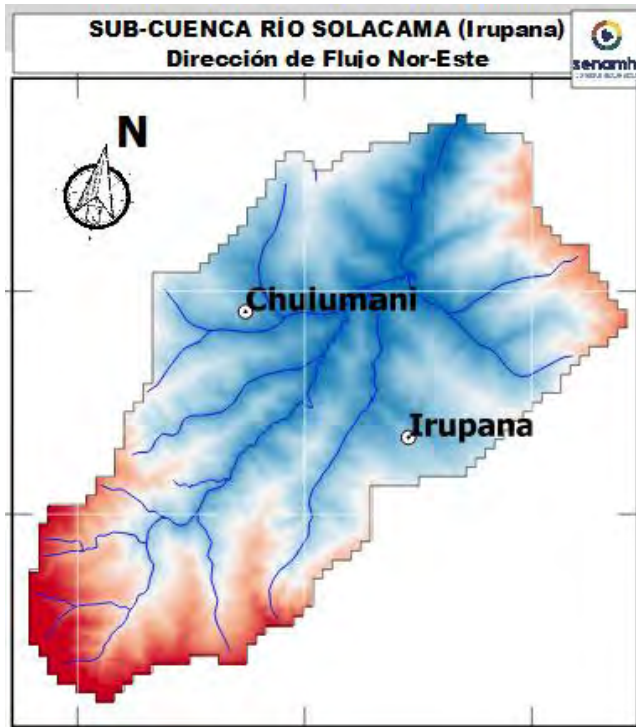 SUB-CUENCA RÍO SOLACAMA (Irupana)
Dirección de Flujo Nor-Este
senamhi
N
Chulumani
Irupana